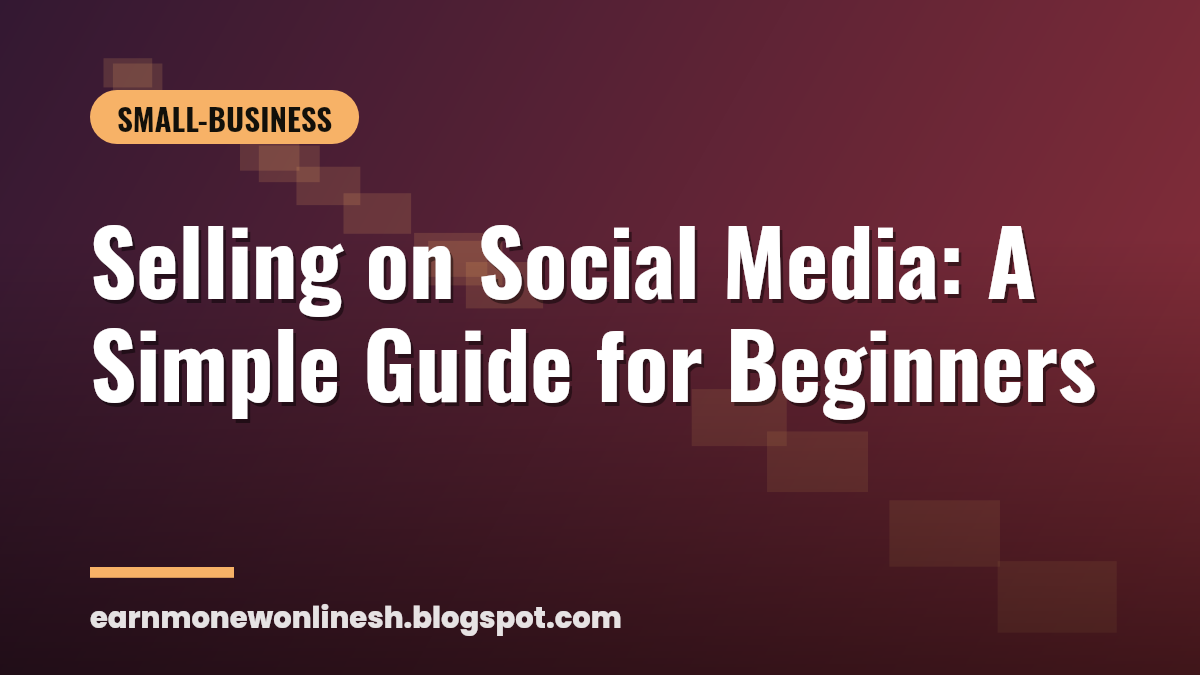 SMALL-BUSINESS
Selling on Social Media: A
Simple Guide for Beginners
earnmonewonlinesh.blogspot.com